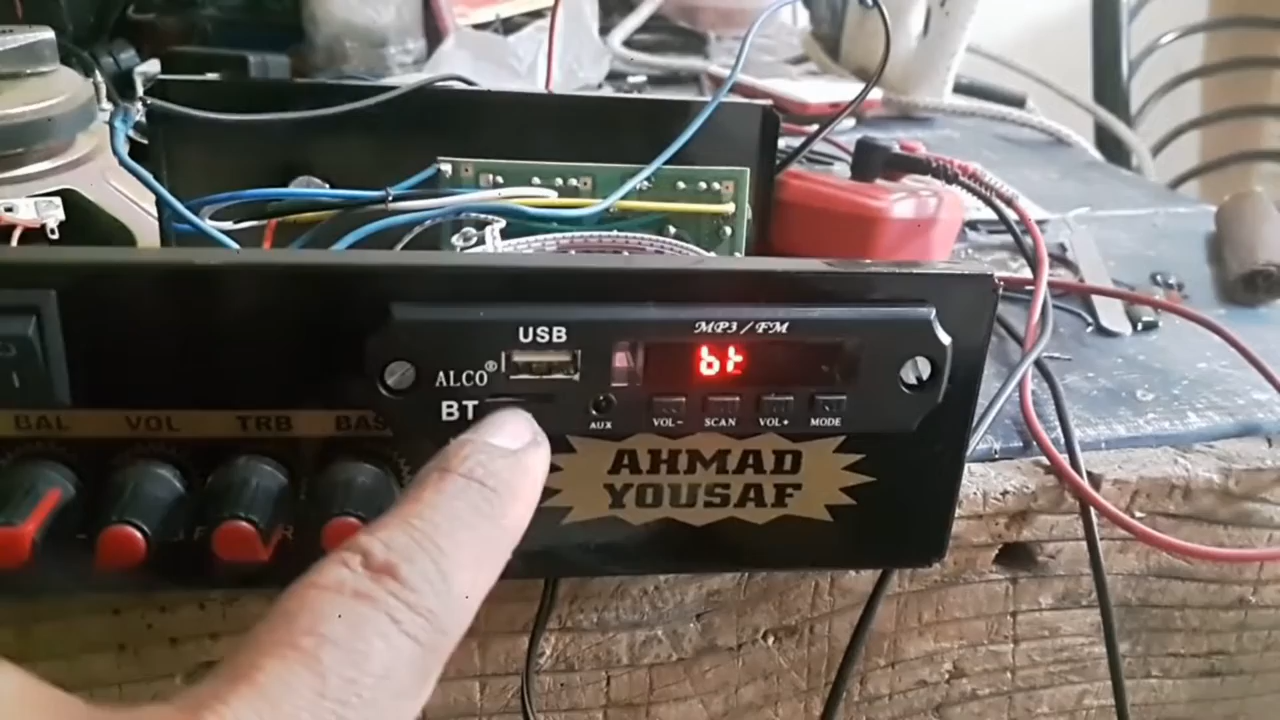 USB
MP3/FM
bt
ALCO®
BT
AUX
VOL-
SCAN
VOL+
MODE
BAL
VOL
TRB
BAS
AHMAD
YOUSAF